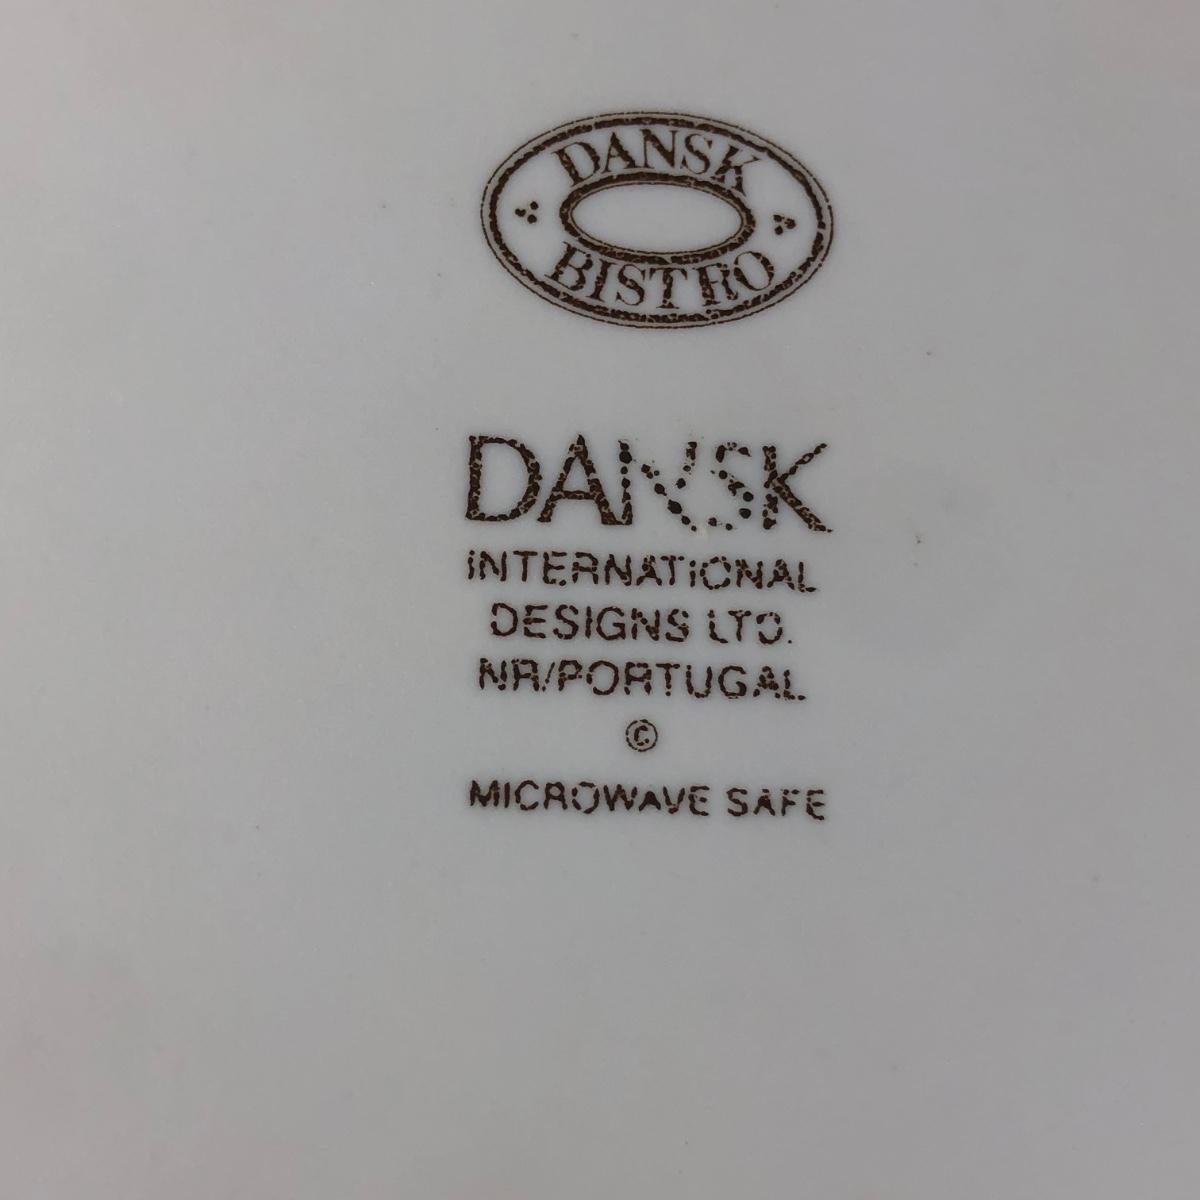 DANSK
BISTRO
DANSK
INTERNATIONAL
DESIGNS LTD.
NR/PORTUGAL
©
MICROWAVE SAFE